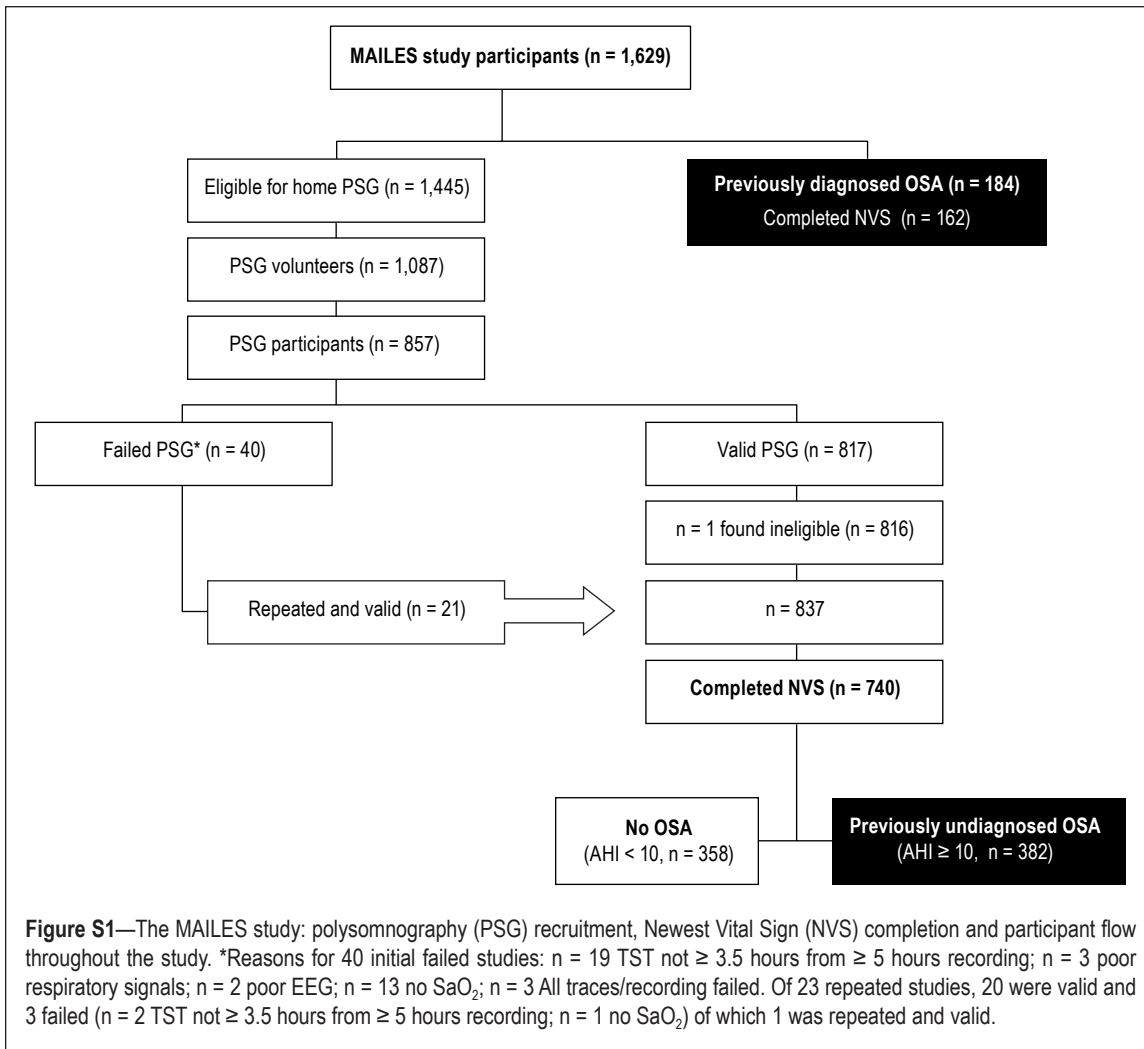 MAILES study participants (n = 1,629)
Eligible for home PSG (n = 1,445)
Previously diagnosed OSA (n = 184)
Completed NVS (n = 162)
PSG volunteers (n = 1,087)
PSG participants (n = 857)
Failed PSG* (n = 40)
Valid PSG (n = 817)
n = 1 found ineligible (n = 816)
Repeated and valid (n = 21)
n = 837
Completed NVS (n = 740)
No OSA
(AHI < 10, n = 358)
Previously undiagnosed OSA
(AHI ≥ 10, n = 382)
Figure S1—The MAILES study: polysomnography (PSG) recruitment, Newest Vital Sign (NVS) completion and participant flow
throughout the study. *Reasons for 40 initial failed studies: n = 19 TST not ≥ 3.5 hours from ≥ 5 hours recording; n = 3 poor
respiratory signals; n = 2 poor EEG; n = 13 no SaO₂; n = 3 All traces/recording failed. Of 23 repeated studies, 20 were valid and
3 failed (n = 2 TST not ≥ 3.5 hours from ≥ 5 hours recording; n = 1 no SaO₂) of which 1 was repeated and valid.